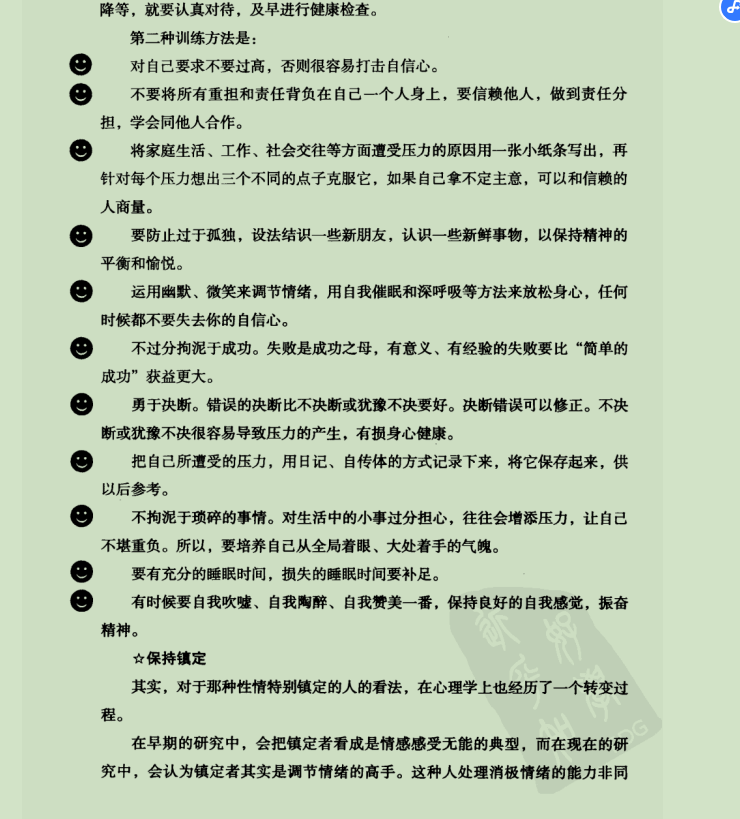 降等，就要认真对待，及早进行健康检查。
第二种训练方法是：
对自己要求不要过高，否则很容易打击自信心。
不要将所有重担和责任背负在自己一个人身上，要信赖他人，做到责任分
担，学会同他人合作。
将家庭生活、工作、社会交往等方面遭受压力的原因用一张小纸条写出，再
针对每个压力想出三个不同的点子克服它，如果自己拿不定主意，可以和信赖的
人商量。
要防止过于孤独，设法结识一些新朋友，认识一些新鲜事物，以保持精神的
平衡和愉悦。
运用幽默、微笑来调节情绪，用自我催眠和深呼吸等方法来放松身心，任何
时候都不要失去你的自信心。
不过分拘泥于成功。失败是成功之母，有意义、有经验的失败要比“简单的
成功”获益更大。
勇于决断。错误的决断比不决断或犹豫不决要好。决断错误可以修正。不决
断或犹豫不决很容易导致压力的产生，有损身心健康。
把自己所遭受的压力，用日记、自传体的方式记录下来，将它保存起来，供
以后参考。
不拘泥于琐碎的事情。对生活中的小事过分担心，往往会增添压力，让自己
不堪重负。所以，要培养自己从全局着眼、大处着手的气魄。
要有充分的睡眠时间，损失的睡眠时间要补足。
有时候要自我吹嘘、自我陶醉、自我赞美一番，保持良好的自我感觉，振奋
精神。
☆保持镇定
其实，对于那种性情特别镇定的人的看法，在心理学上也经历了一个转变过
程。
在早期的研究中，会把镇定者看成是情感感受无能的典型，而在现在的研
究中，会认为镇定者其实是调节情绪的高手。这种人处理消极情绪的能力非同